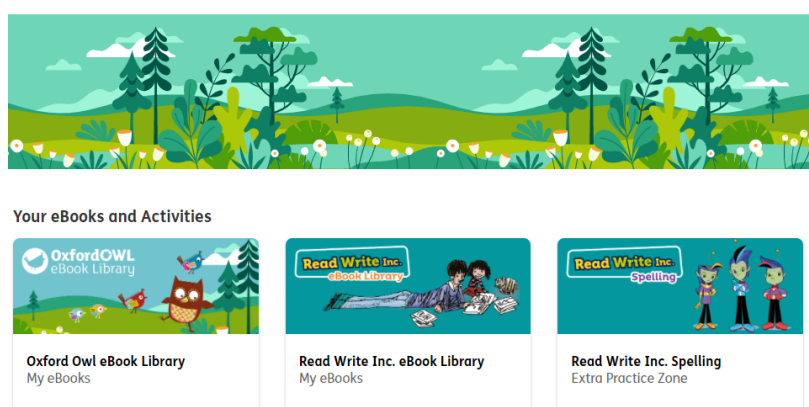 Your eBooks and Activities
OxfordOWL
eBook Library
Read Write Inc.
eBook Library
Read Write Inc.
Spelling
Oxford Owl eBook Library
My eBooks
Read Write Inc. eBook Library
My eBooks
Read Write Inc. Spelling
Extra Practice Zone